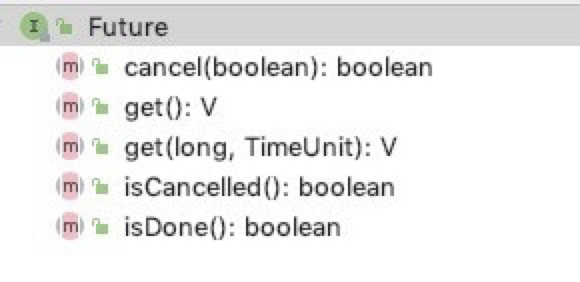 I Future
m cancel(boolean): boolean
m get(): V
m get(long, TimeUnit): V
m isCancelled(): boolean
m isDone(): boolean